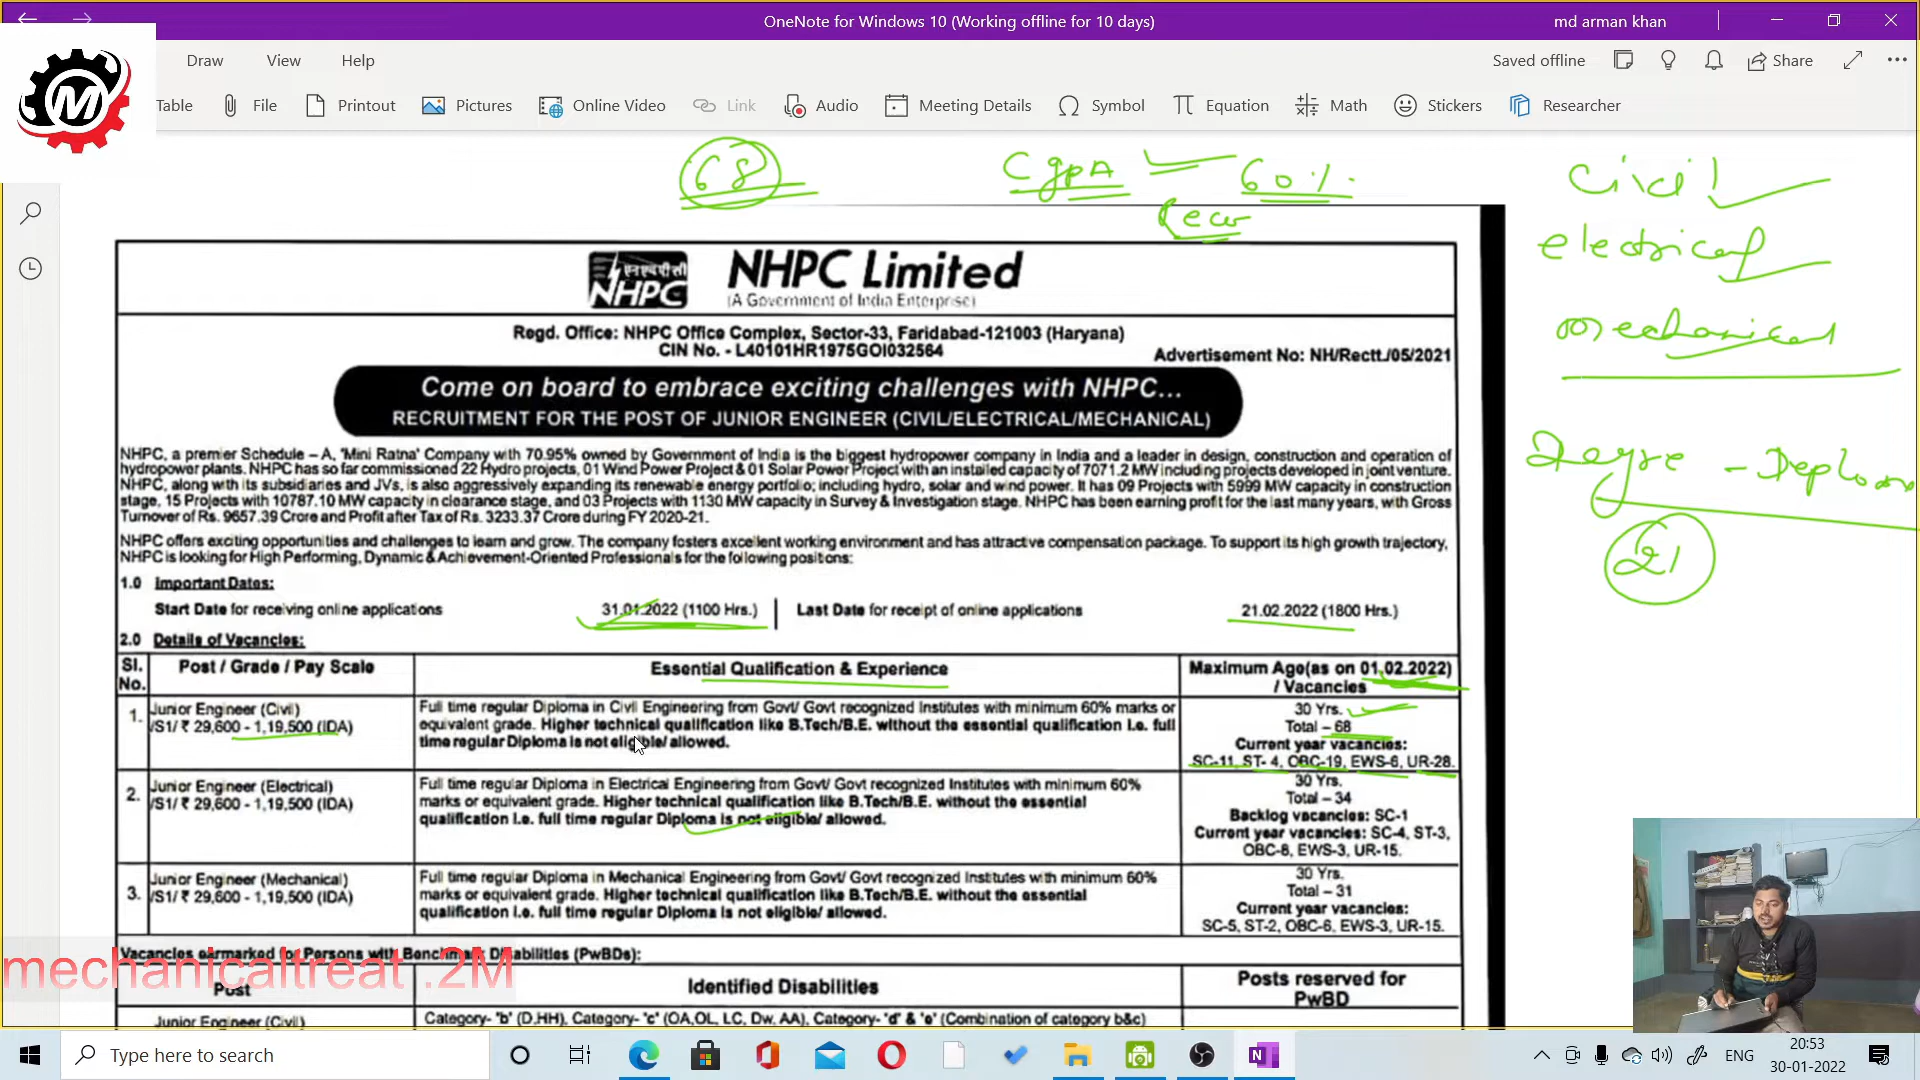 OneNote for Windows 10 (Working offline for 10 days)
md arman khan
Draw View Help
Saved offline
Share
Table File Printout Pictures Online Video Link Audio Meeting Details Symbol Equation Math Stickers Researcher
M
68
CgpA
60%.
Civil
electrical
mechanical
21
एनएचपीसी
NHPC
NHPC Limited
(A Government of India Enterprise)
Regd. Office: NHPC Office Complex, Sector-33, Faridabad-121003 (Haryana)
CIN No. - L40101HR1975GOI032564
Advertisement No: NH/Rectt./05/2021
Come on board to embrace exciting challenges with NHPC...
RECRUITMENT FOR THE POST OF JUNIOR ENGINEER (CIVIL/ELECTRICAL/MECHANICAL)
NHPC, a premier Schedule – A, 'Mini Ratna' Company with 70.95% owned by Government of India is the biggest hydropower company in India and a leader in design, construction and operation of
hydropower plants. NHPC has so far commissioned 22 Hydro projects, 01 Wind Power Project & 01 Solar Power Project with an installed capacity of 7071.2 MW including projects developed in joint venture.
NHPC, along with its subsidiaries and JVs, is also aggressively expanding its renewable energy portfolio; including hydro, solar and wind power. It has 09 Projects with 5999 MW capacity in construction
stage, 15 Projects with 10787.10 MW capacity in clearance stage, and 03 Projects with 1130 MW capacity in Survey & Investigation stage. NHPC has been earning profit for the last many years, with Gross
Turnover of Rs. 9657.39 Crore and Profit after Tax of Rs. 3233.37 Crore during FY 2020-21.
NHPC offers exciting opportunities and challenges to learn and grow. The company fosters excellent working environment and has attractive compensation package. To support its high growth trajectory,
NHPC is looking for High Performing, Dynamic & Achievement-Oriented Professionals for the following positions:
1.0 Important Dates:
Start Date for receiving online applications 31.01.2022 (1100 Hrs.) Last Date for receipt of online applications 21.02.2022 (1800 Hrs.)
2.0 Details of Vacancies:
Sl. No. Post / Grade / Pay Scale Essential Qualification & Experience Maximum Age(as on 01.02.2022) / Vacancies
1. Junior Engineer (Civil)
/S1/ ₹ 29,600 - 1,19,500 (IDA)
Full time regular Diploma in Civil Engineering from Govt/ Govt recognized Institutes with minimum 60% marks or
equivalent grade. Higher technical qualification like B.Tech/B.E. without the essential qualification i.e. full
time regular Diploma is not eligible/ allowed.
30 Yrs.
Total – 68
Current year vacancies:
SC-11, ST- 4, OBC-19, EWS-6, UR-28.
2. Junior Engineer (Electrical)
/S1/ ₹ 29,600 - 1,19,500 (IDA)
Full time regular Diploma in Electrical Engineering from Govt/ Govt recognized Institutes with minimum 60%
marks or equivalent grade. Higher technical qualification like B.Tech/B.E. without the essential
qualification i.e. full time regular Diploma is not eligible/ allowed.
30 Yrs.
Total – 34
Backlog vacancies: SC-1
Current year vacancies: SC-4, ST-3,
OBC-8, EWS-3, UR-15.
3. Junior Engineer (Mechanical)
/S1/ ₹ 29,600 - 1,19,500 (IDA)
Full time regular Diploma in Mechanical Engineering from Govt/ Govt recognized Institutes with minimum 60%
marks or equivalent grade. Higher technical qualification like B.Tech/B.E. without the essential
qualification i.e. full time regular Diploma is not eligible/ allowed.
30 Yrs.
Total – 31
Current year vacancies:
SC-5, ST-2, OBC-6, EWS-3, UR-15.
Vacancies earmarked for Persons with Benchmark Disabilities (PwBDs):
mechanicaltreat .2M
Post Identified Disabilities Posts reserved for PwBD
Junior Engineer (Civil) Category- 'b' (D,HH), Category- 'c' (OA,OL, LC, Dw, AA), Category- 'd' & 'e' (Combination of category b&c)
Type here to search
ENG
20:53
30-01-2022